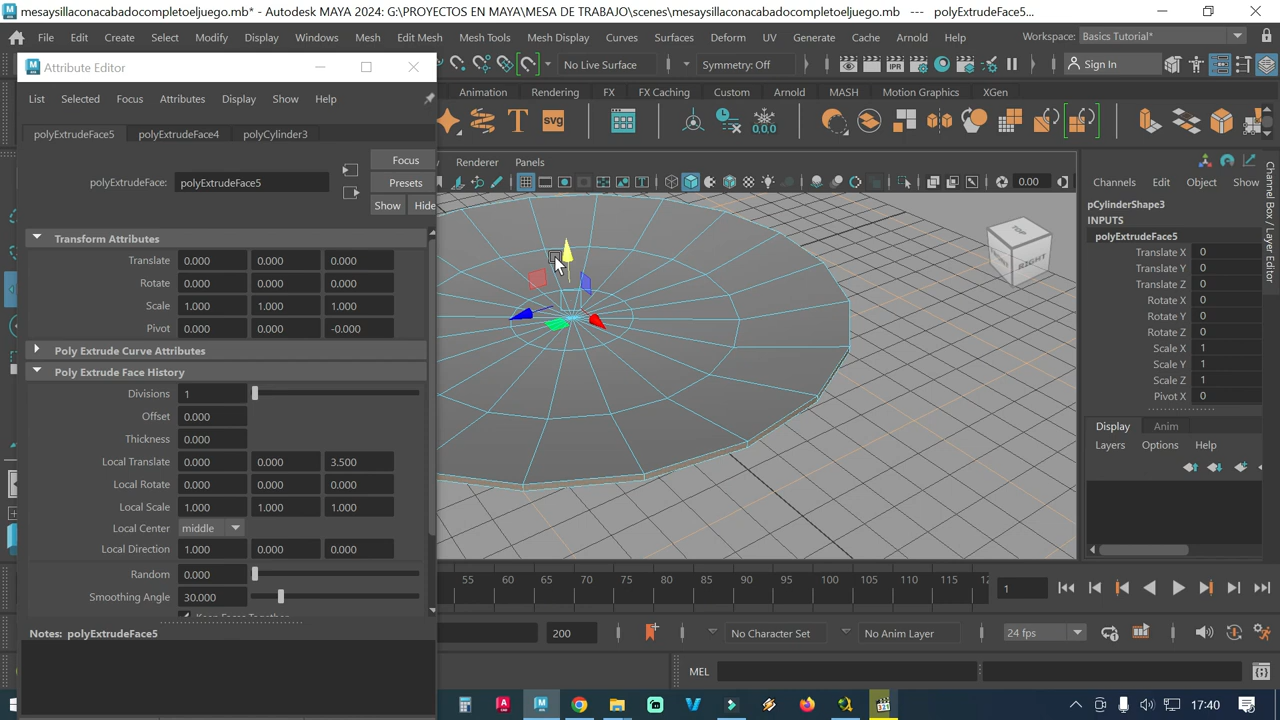 mesaysillaconacabadocompletoeljuego.mb* - Autodesk MAYA 2024: G:\PROYECTOS EN MAYA\MESA DE TRABAJO\scenes\mesaysillaconacabadocompletoeljuego.mb --- polyExtrudeFace5...
File Edit Create Select Modify Display Windows Mesh Edit Mesh Mesh Tools Mesh Display Curves Surfaces Deform UV Generate Cache Arnold Help Workspace: Basics Tutorial*
Attribute Editor
No Live Surface Symmetry: Off Sign In
Animation Rendering FX FX Caching Custom Arnold MASH Motion Graphics XGen
List Selected Focus Attributes Display Show Help
polyExtrudeFace5 polyExtrudeFace4 polyCylinder3
Focus
polyExtrudeFace: polyExtrudeFace5 Presets
Show Hide
Renderer Panels
0.00
Transform Attributes
Translate 0.000 0.000 0.000
Rotate 0.000 0.000 0.000
Scale 1.000 1.000 1.000
Pivot 0.000 0.000 -0.000
Poly Extrude Curve Attributes
Poly Extrude Face History
Divisions 1
Offset 0.000
Thickness 0.000
Local Translate 0.000 0.000 3.500
Local Rotate 0.000 0.000 0.000
Local Scale 1.000 1.000 1.000
Local Center middle
Local Direction 1.000 0.000 0.000
Random 0.000
Smoothing Angle 30.000
Keep Faces Together
Notes: polyExtrudeFace5
TOP
RIGHT
Channels Edit Object Show
pCylinderShape3
INPUTS
polyExtrudeFace5
Translate X 0
Translate Y 0
Translate Z 0
Rotate X 0
Rotate Y 0
Rotate Z 0
Scale X 1
Scale Y 1
Scale Z 1
Pivot X 0
Channel Box / Layer Editor
Display Anim
Layers Options Help
55 60 65 70 75 80 85 90 95 100 105 110 115 12
1
200 No Character Set No Anim Layer 24 fps
MEL
17:40